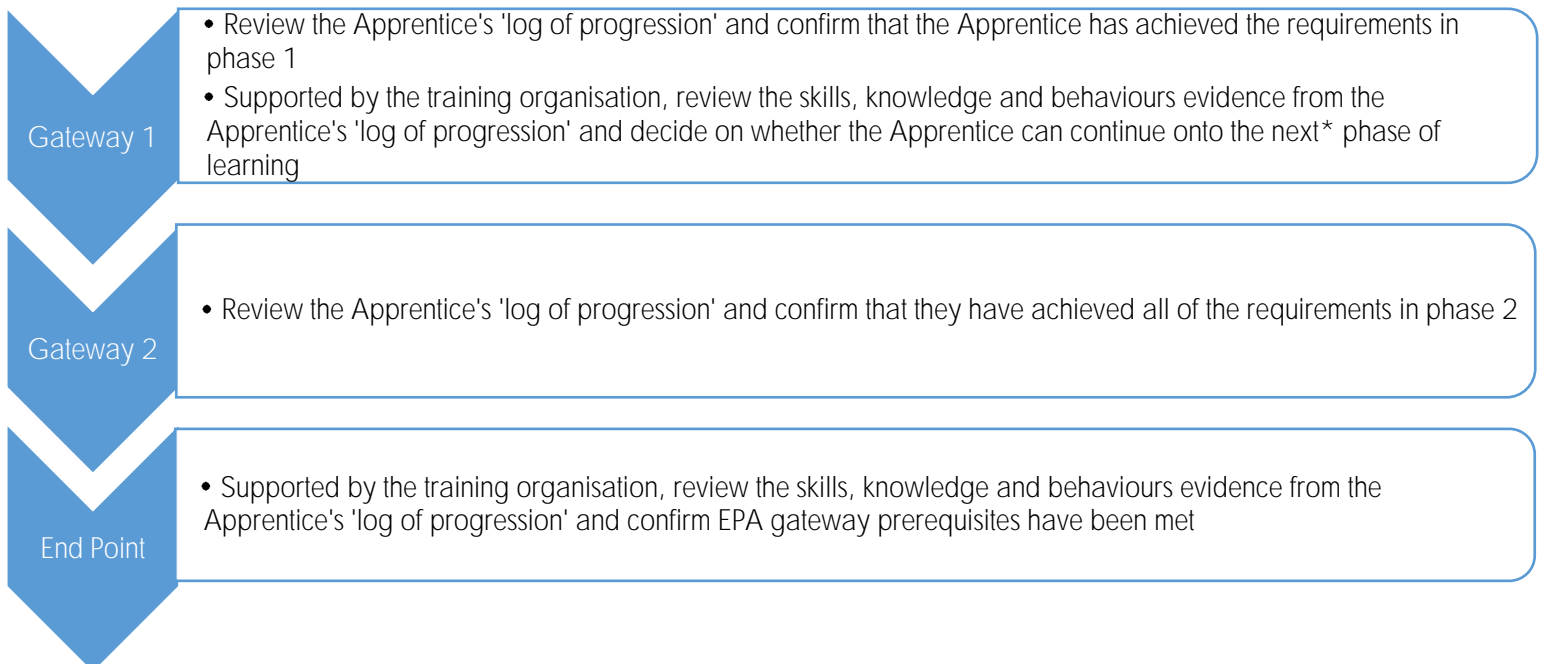 Gateway 1
• Review the Apprentice's 'log of progression' and confirm that the Apprentice has achieved the requirements in
phase 1
• Supported by the training organisation, review the skills, knowledge and behaviours evidence from the
Apprentice's 'log of progression' and decide on whether the Apprentice can continue onto the next* phase of
learning
Gateway 2
• Review the Apprentice's 'log of progression' and confirm that they have achieved all of the requirements in phase 2
End Point
• Supported by the training organisation, review the skills, knowledge and behaviours evidence from the
Apprentice's 'log of progression' and confirm EPA gateway prerequisites have been met